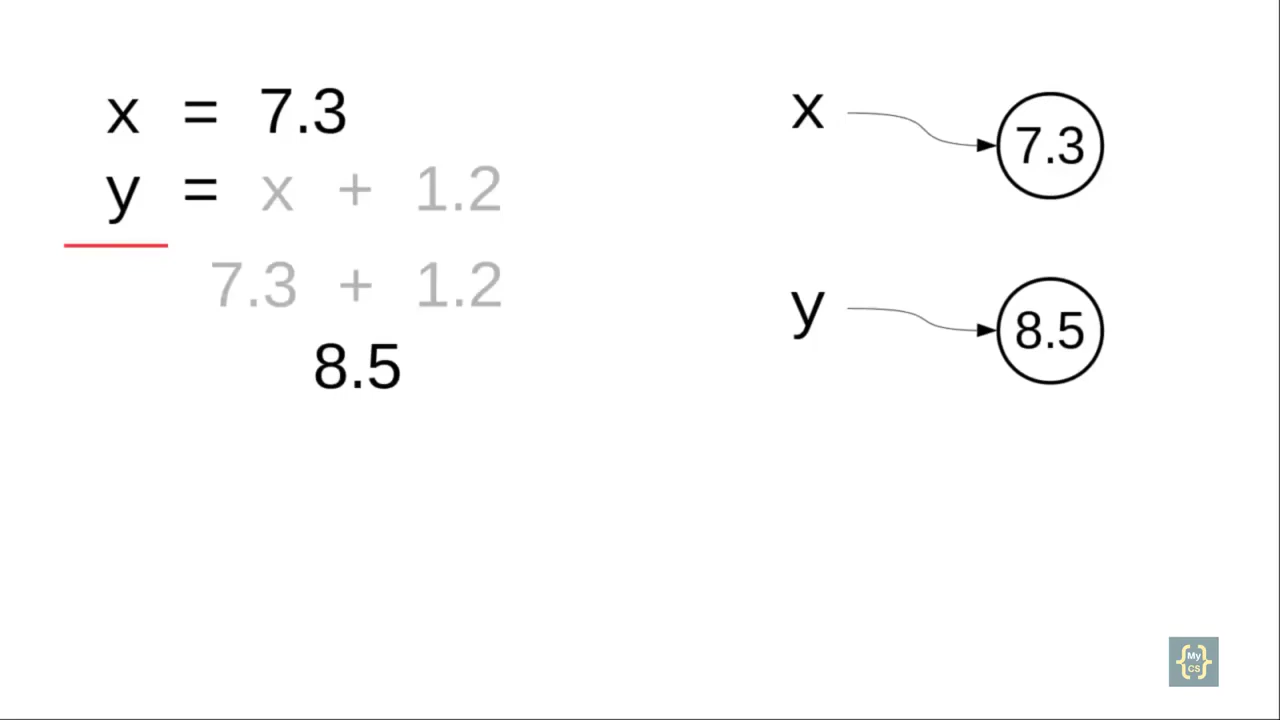 x = 7.3
y = x + 1.2
7.3 + 1.2
8.5
x 7.3
y 8.5
{My CS}